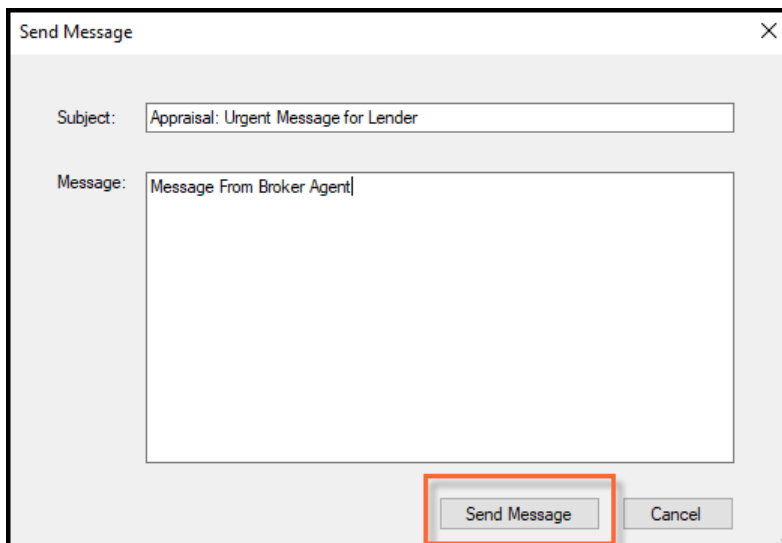 Send Message
Subject: Appraisal: Urgent Message for Lender
Message: Message From Broker Agent
Send Message Cancel